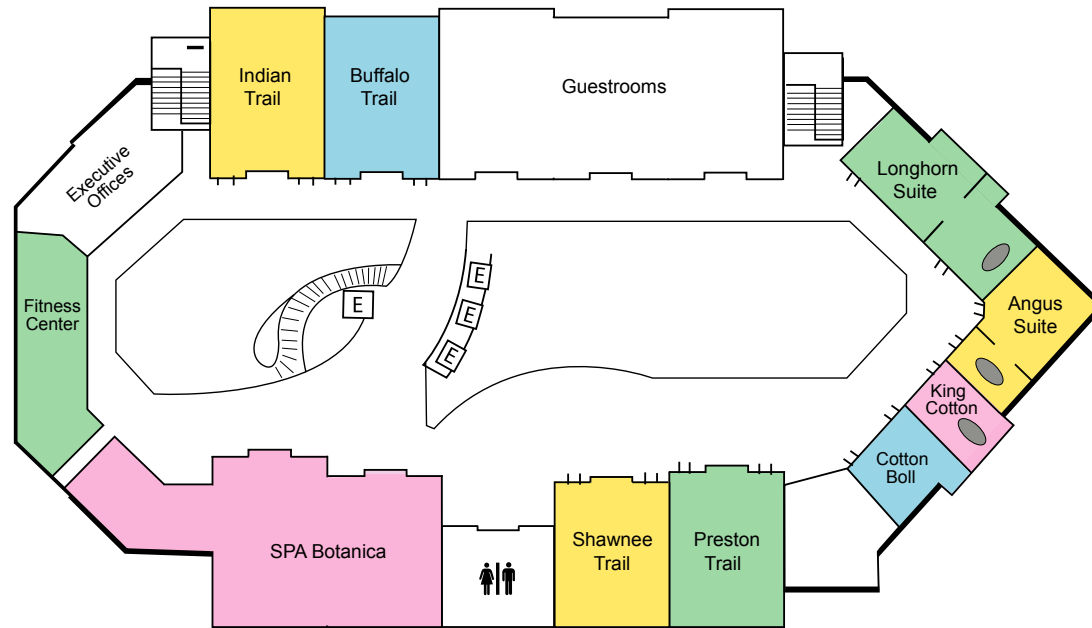 Indian
Trail
Buffalo
Trail
Guestrooms
Executive
Offices
Longhorn
Suite
Fitness
Center
E
E
E
E
Angus
Suite
King
Cotton
Cotton
Boll
SPA Botanica
Shawnee
Trail
Preston
Trail